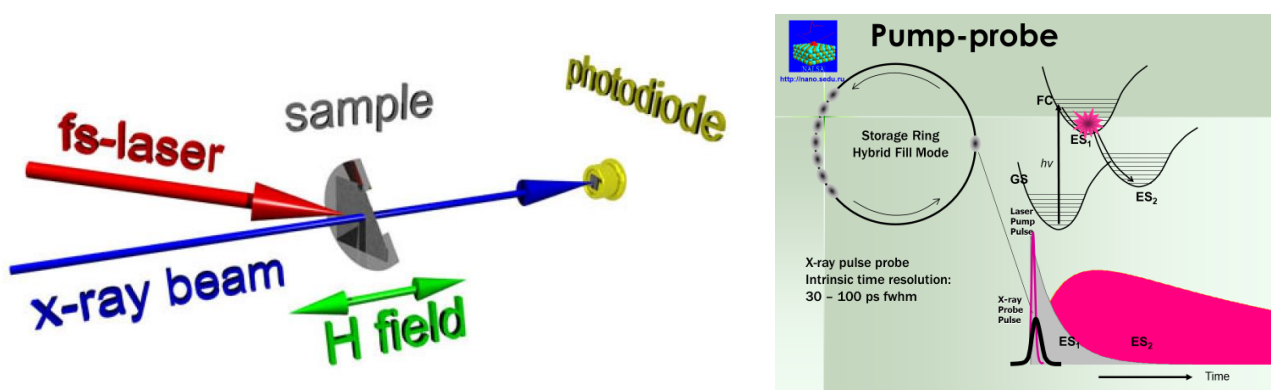 fs-laser
sample
photodiode
x-ray beam
H field
Pump-probe
http://nano.sedu.ru
Storage Ring
Hybrid Fill Mode
FC
ES1
hν
GS
ES2
Laser
Pump
Pulse
X-ray pulse probe
Intrinsic time resolution:
30 – 100 ps fwhm
X-ray
Probe
Pulse
ES1
ES2
Time